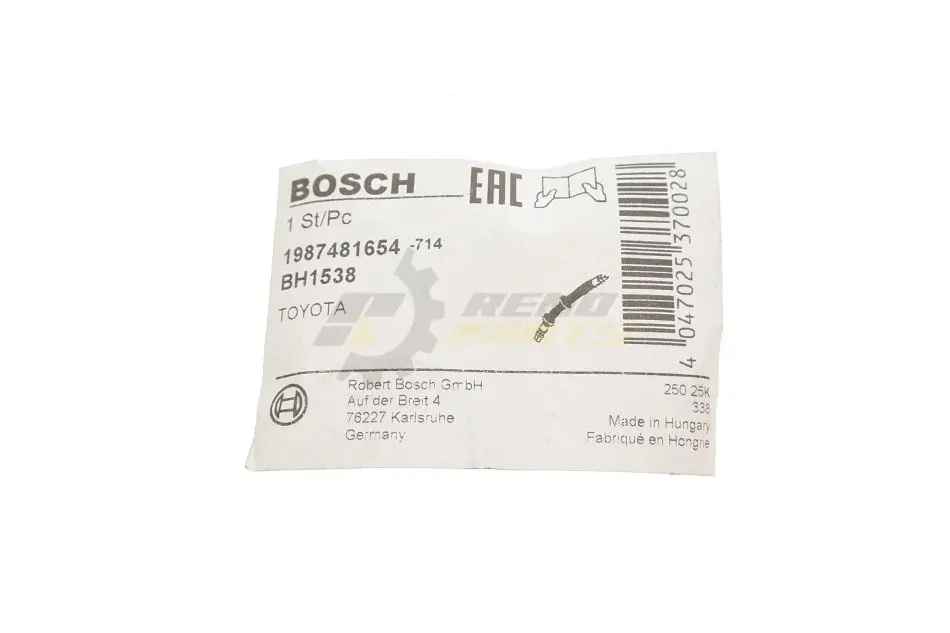 BOSCH
EAC
1 St/Pc
1987481654 -714
BH1538
TOYOTA
REMO
PARTS
4 047025 370028
Robert Bosch GmbH
Auf der Breit 4
76227 Karlsruhe
Germany
250 25K
338
Made in Hungary
Fabriqué en Hongrie